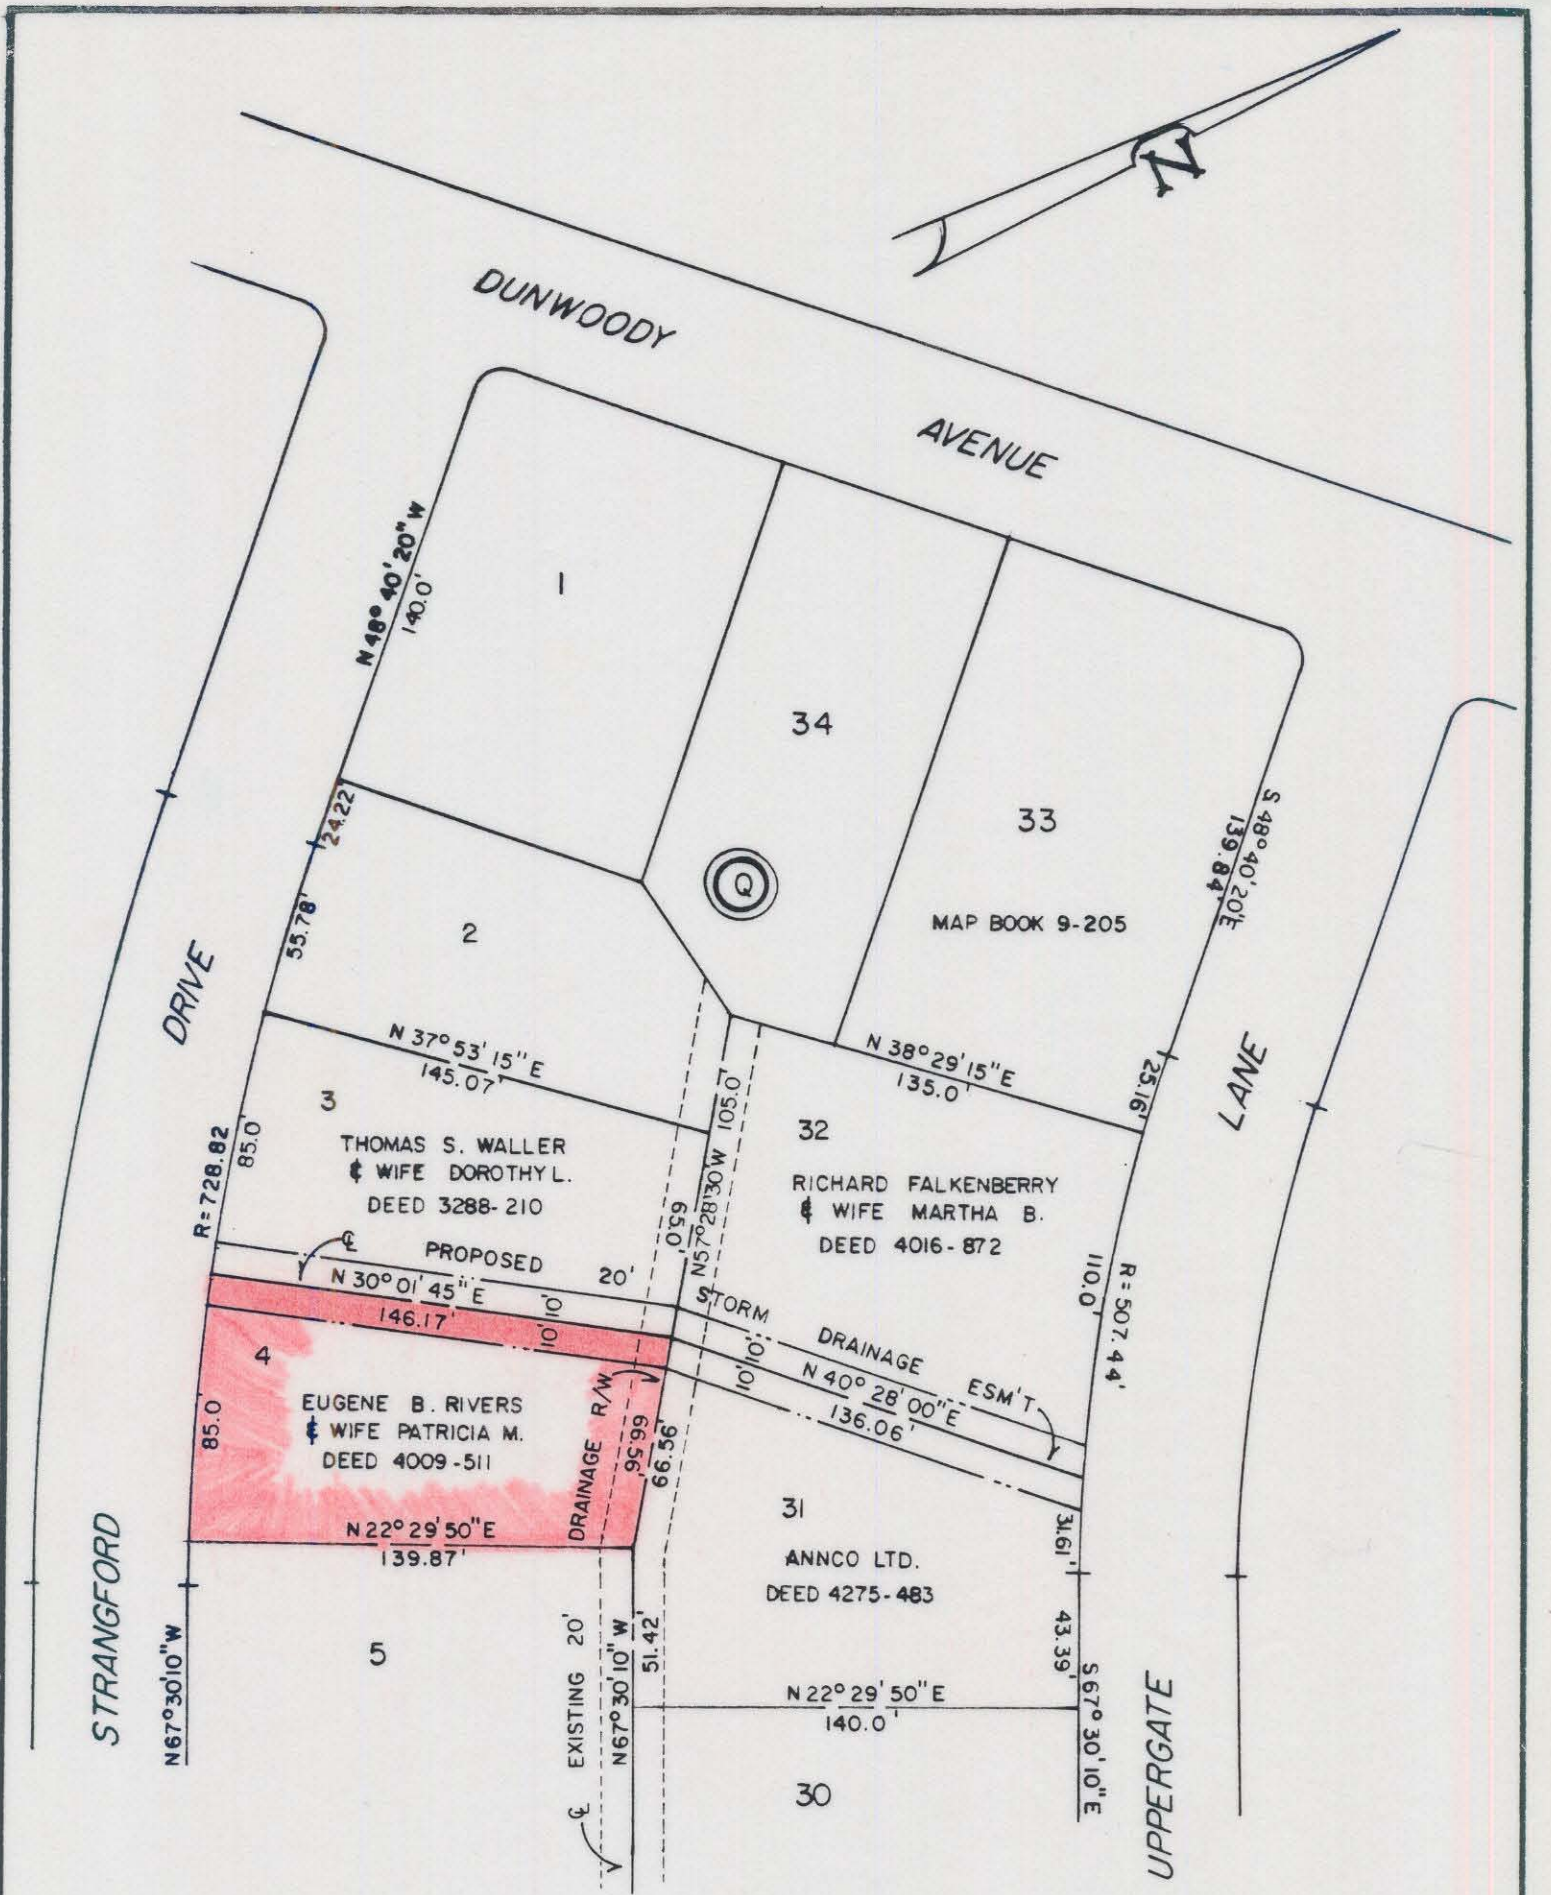 N
DUNWOODY
AVENUE
N 48° 40' 20" W
140.0'
1
34
33
MAP BOOK 9-205
S 48° 40' 20" E
139.84'
Q
24.22'
55.78'
2
DRIVE
N 37° 53' 15" E
145.07'
N 38° 29' 15" E
135.0'
25.16'
LANE
3
THOMAS S. WALLER
& WIFE DOROTHY L.
DEED 3288-210
R=728.82
85.0'
105.0'
N57°28'30"W
65.0'
32
RICHARD FALKENBERRY
& WIFE MARTHA B.
DEED 4016-872
110.0'
R=507.44'
℄ PROPOSED 20' STORM DRAINAGE ESM'T
N 30° 01' 45" E
146.17'
10'
10'
10'
10'
N 40° 28' 00" E
136.06'
4
EUGENE B. RIVERS
& WIFE PATRICIA M.
DEED 4009-511
85.0
DRAINAGE R/W
66.56'
66.56'
N 22° 29' 50" E
139.87'
31
ANNCO LTD.
DEED 4275-483
31.61'
43.39'
STRANGFORD
N67°30'10"W
5
℄ EXISTING 20'
N67°30'10"W
51.42'
N 22° 29' 50" E
140.0'
30
S67°30'10"E
UPPERGATE